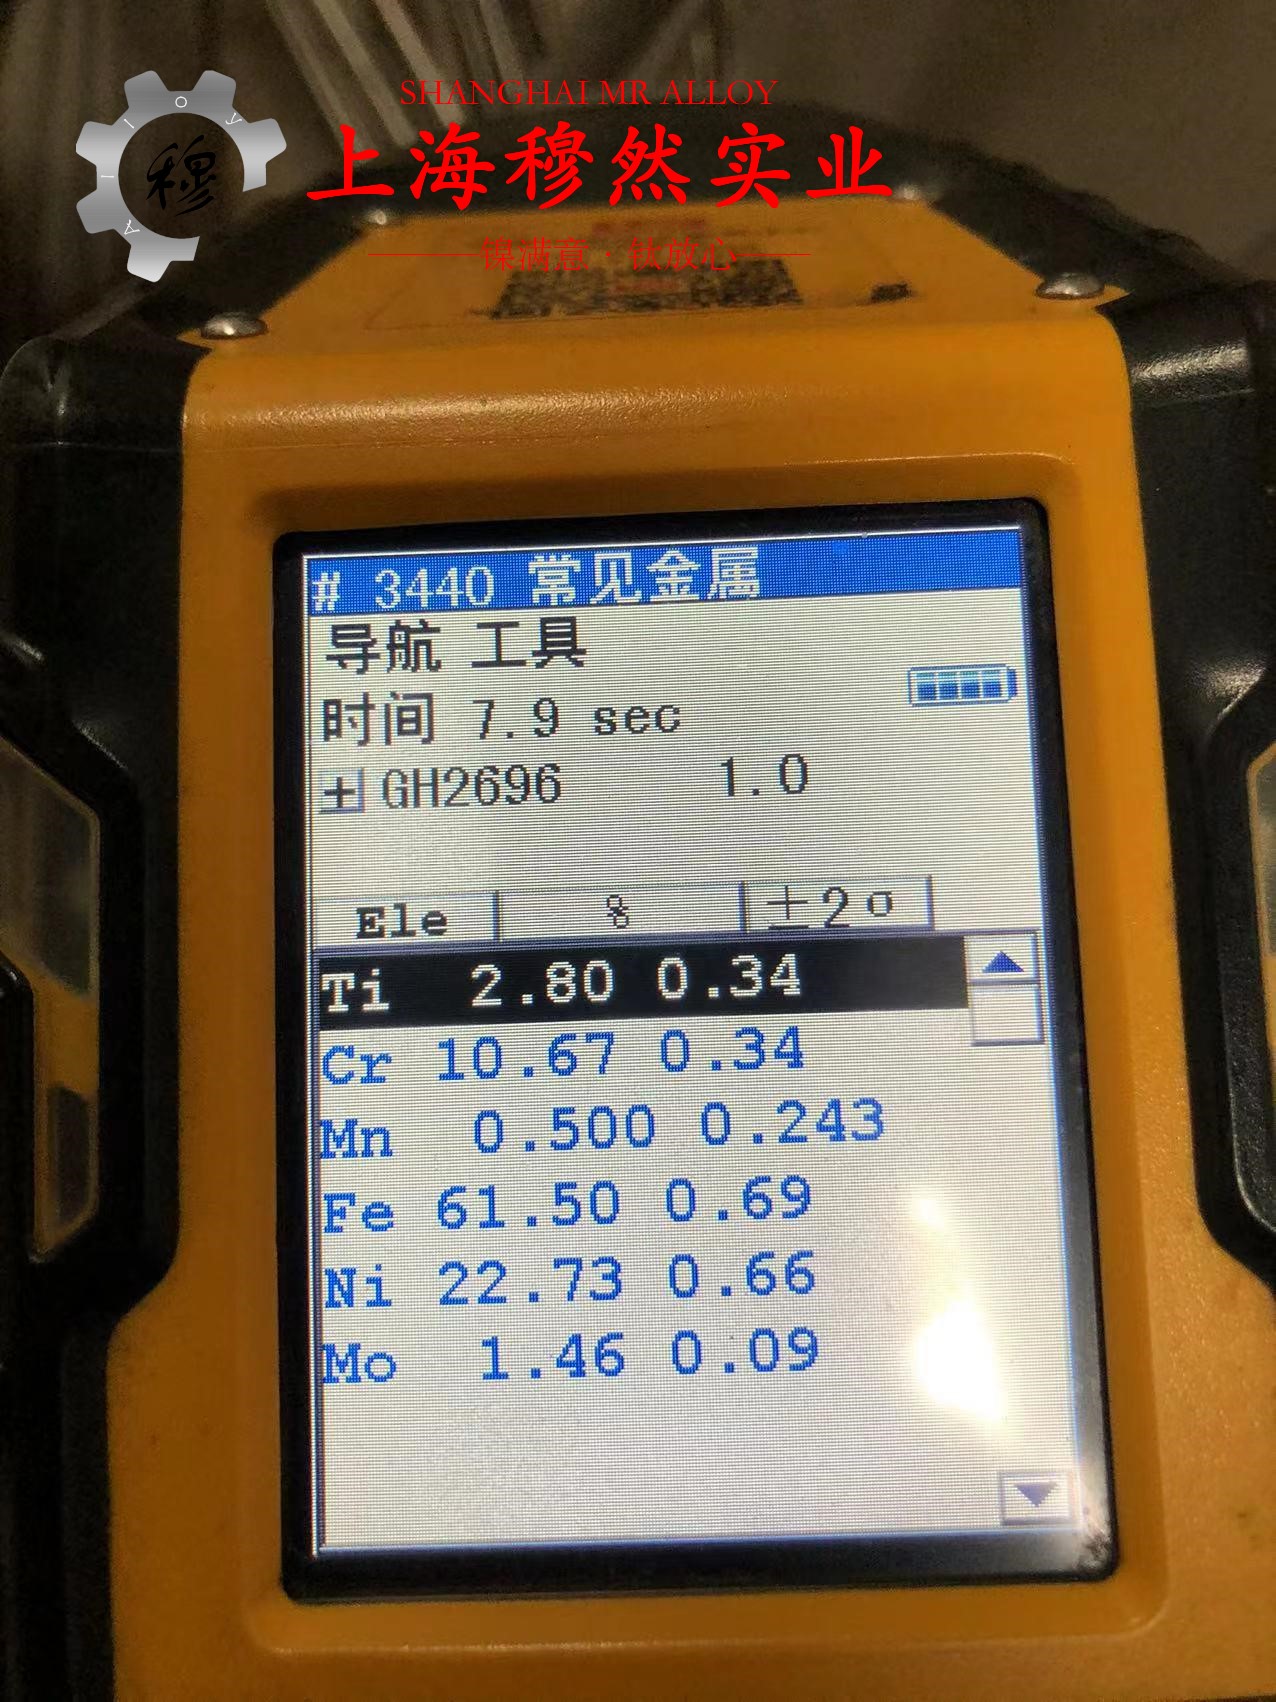 SHANGHAI MR ALLOY
上海穆然实业
镍满意·钛放心
穆
# 3440 常见金属
导航 工具
时间 7.9 sec
GH2696 1.0
Ele % ±2σ
Ti 2.80 0.34
Cr 10.67 0.34
Mn 0.500 0.243
Fe 61.50 0.69
Ni 22.73 0.66
Mo 1.46 0.09